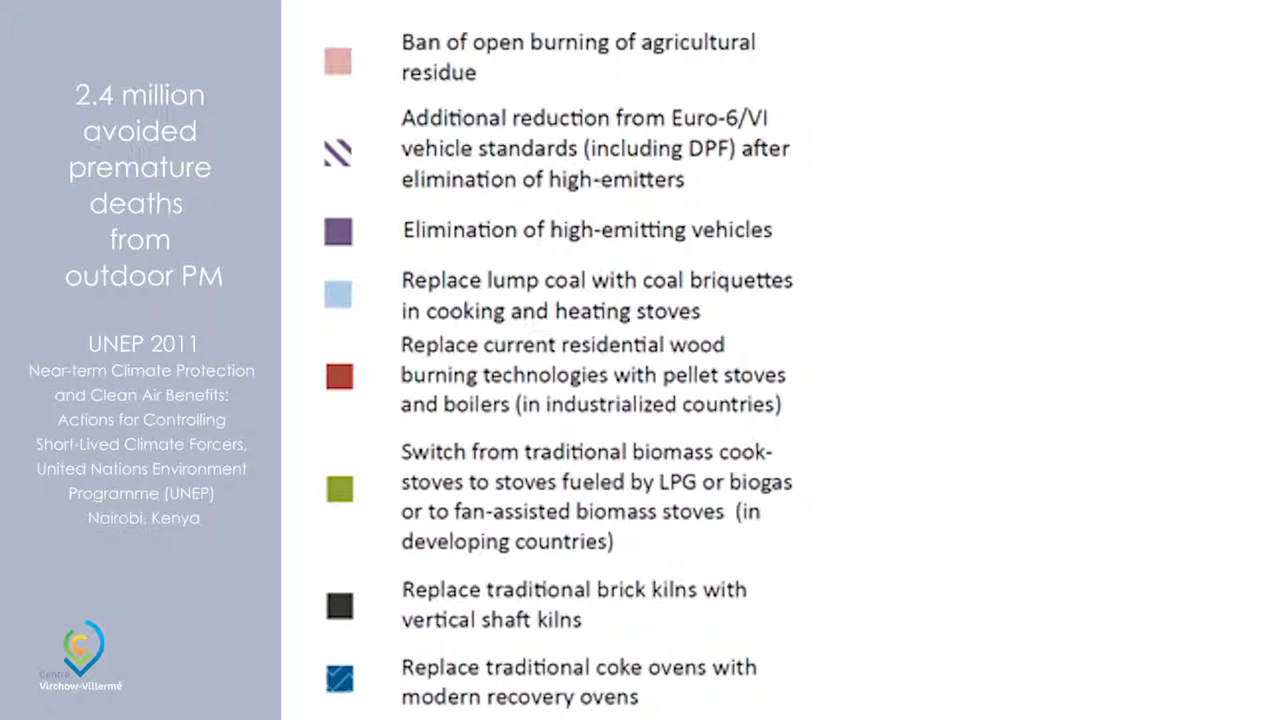 2.4 million
avoided
premature
deaths
from
outdoor PM
UNEP 2011
Near-term Climate Protection
and Clean Air Benefits:
Actions for Controlling
Short-Lived Climate Forcers,
United Nations Environment
Programme (UNEP)
Nairobi, Kenya
Centre
Virchow-Villermé
Ban of open burning of agricultural
residue
Additional reduction from Euro-6/VI
vehicle standards (including DPF) after
elimination of high-emitters
Elimination of high-emitting vehicles
Replace lump coal with coal briquettes
in cooking and heating stoves
Replace current residential wood
burning technologies with pellet stoves
and boilers (in industrialized countries)
Switch from traditional biomass cook-
stoves to stoves fueled by LPG or biogas
or to fan-assisted biomass stoves (in
developing countries)
Replace traditional brick kilns with
vertical shaft kilns
Replace traditional coke ovens with
modern recovery ovens